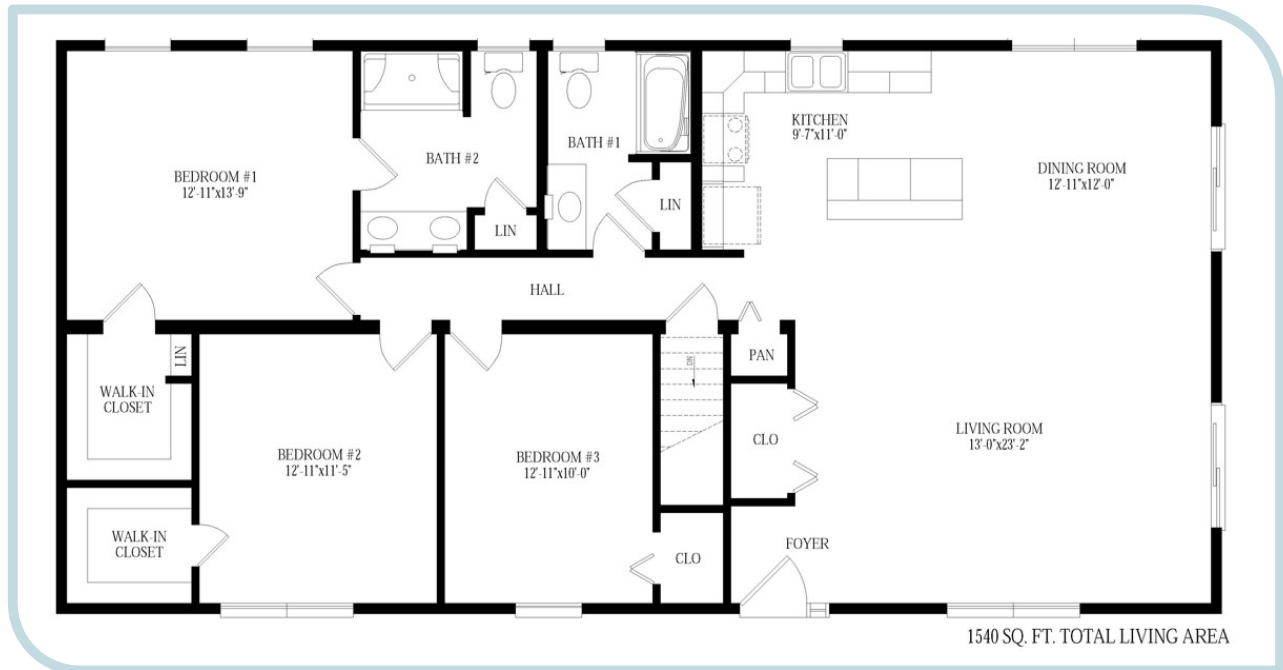 BEDROOM #1
12'-11"x13'-9"
BATH #2
LIN
BATH #1
LIN
KITCHEN
9'-7"x11'-0"
DINING ROOM
12'-11"x12'-0"
HALL
LIN
WALK-IN
CLOSET
BEDROOM #2
12'-11"x11'-5"
WALK-IN
CLOSET
BEDROOM #3
12'-11"x10'-0"
DN
PAN
CLO
CLO
LIVING ROOM
13'-0"x23'-2"
FOYER
1540 SQ. FT. TOTAL LIVING AREA